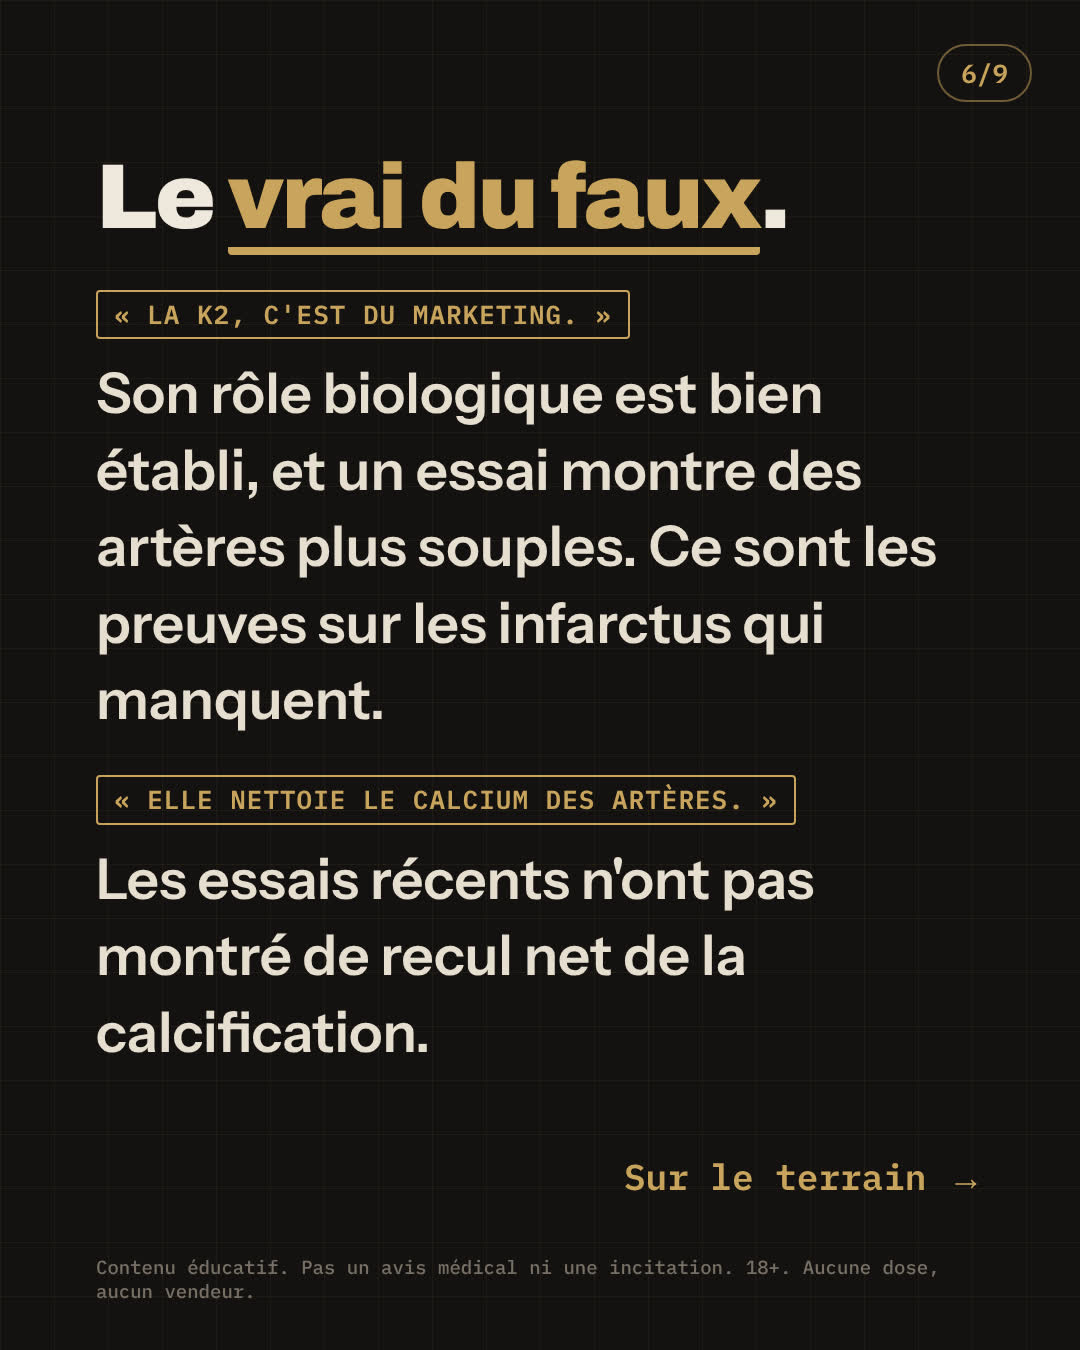 6/9
Le vrai du faux.
« LA K2, C'EST DU MARKETING. »
Son rôle biologique est bien
établi, et un essai montre des
artères plus souples. Ce sont les
preuves sur les infarctus qui
manquent.
« ELLE NETTOIE LE CALCIUM DES ARTÈRES. »
Les essais récents n'ont pas
montré de recul net de la
calcification.
Sur le terrain →
Contenu éducatif. Pas un avis médical ni une incitation. 18+. Aucune dose,
aucun vendeur.